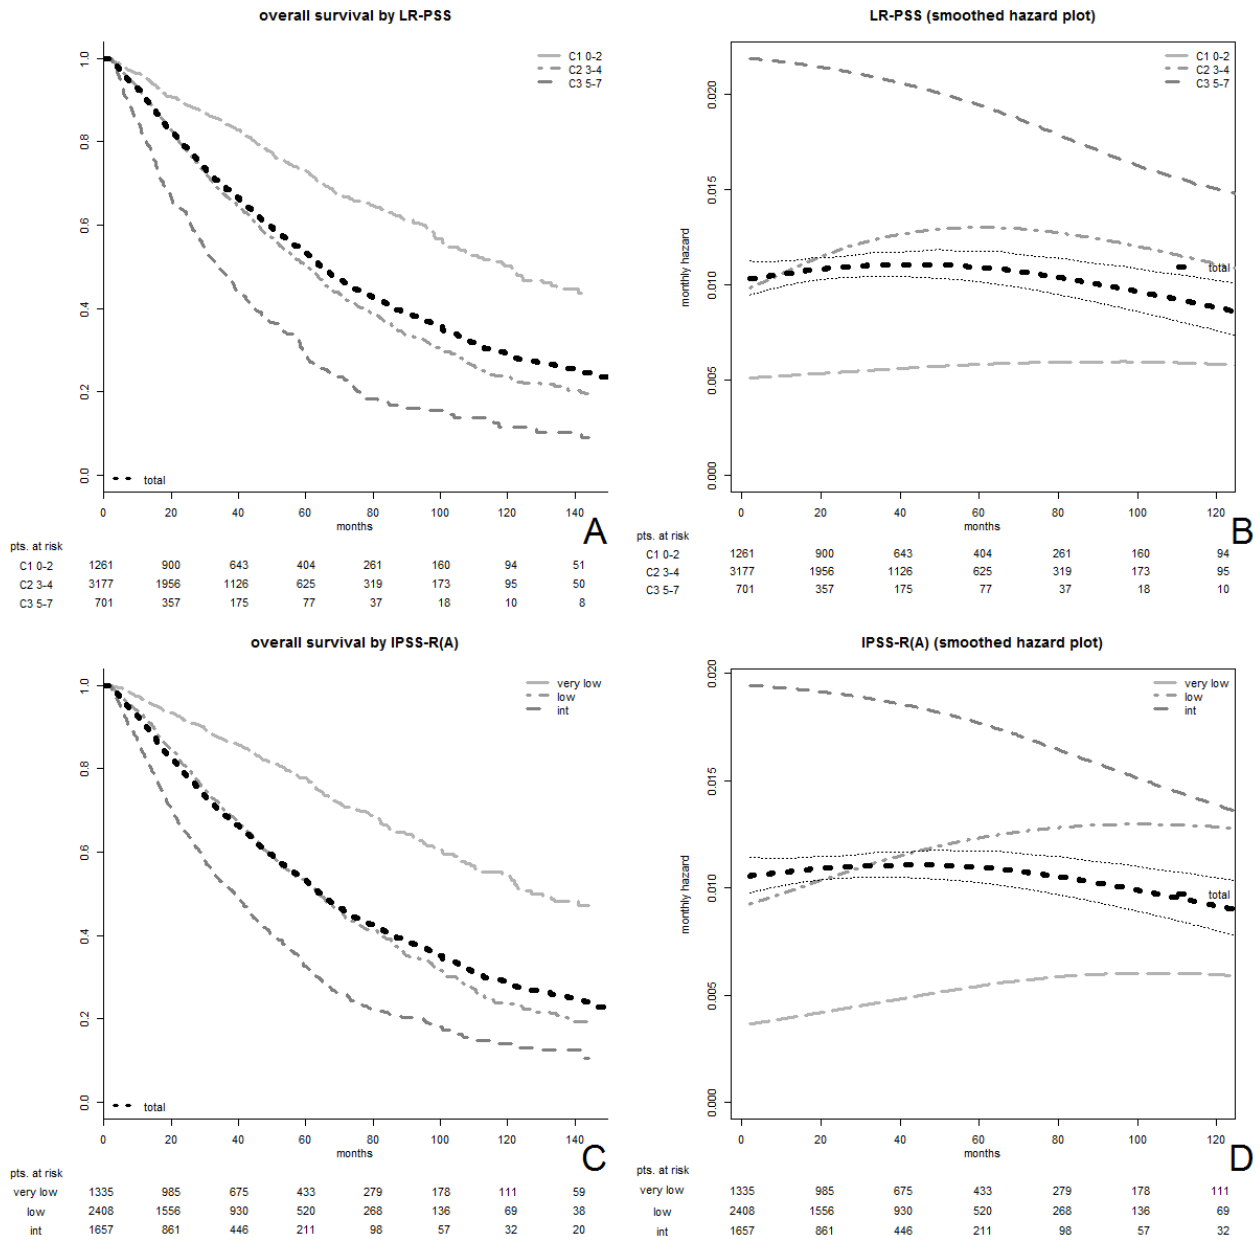 overall survival by LR-PSS
C1 0-2
C2 3-4
C3 5-7
1.0
0.8
0.6
0.4
0.2
0.0
total
0 20 40 60 80 100 120 140
months
A
pts. at risk
C1 0-2 1261 900 643 404 261 160 94 51
C2 3-4 3177 1956 1126 625 319 173 95 50
C3 5-7 701 357 175 77 37 18 10 8
LR-PSS (smoothed hazard plot)
C1 0-2
C2 3-4
C3 5-7
monthly hazard
0.020
0.015
0.010
0.005
0.000
total
0 20 40 60 80 100 120
months
B
pts. at risk
C1 0-2 1261 900 643 404 261 160 94
C2 3-4 3177 1956 1126 625 319 173 95
C3 5-7 701 357 175 77 37 18 10
overall survival by IPSS-R(A)
very low
low
int
1.0
0.8
0.6
0.4
0.2
0.0
total
0 20 40 60 80 100 120 140
months
C
pts. at risk
very low 1335 985 675 433 279 178 111 59
low 2408 1556 930 520 268 136 69 38
int 1657 861 446 211 98 57 32 20
IPSS-R(A) (smoothed hazard plot)
very low
low
int
monthly hazard
0.020
0.015
0.010
0.005
0.000
total
0 20 40 60 80 100 120
months
D
pts. at risk
very low 1335 985 675 433 279 178 111
low 2408 1556 930 520 268 136 69
int 1657 861 446 211 98 57 32